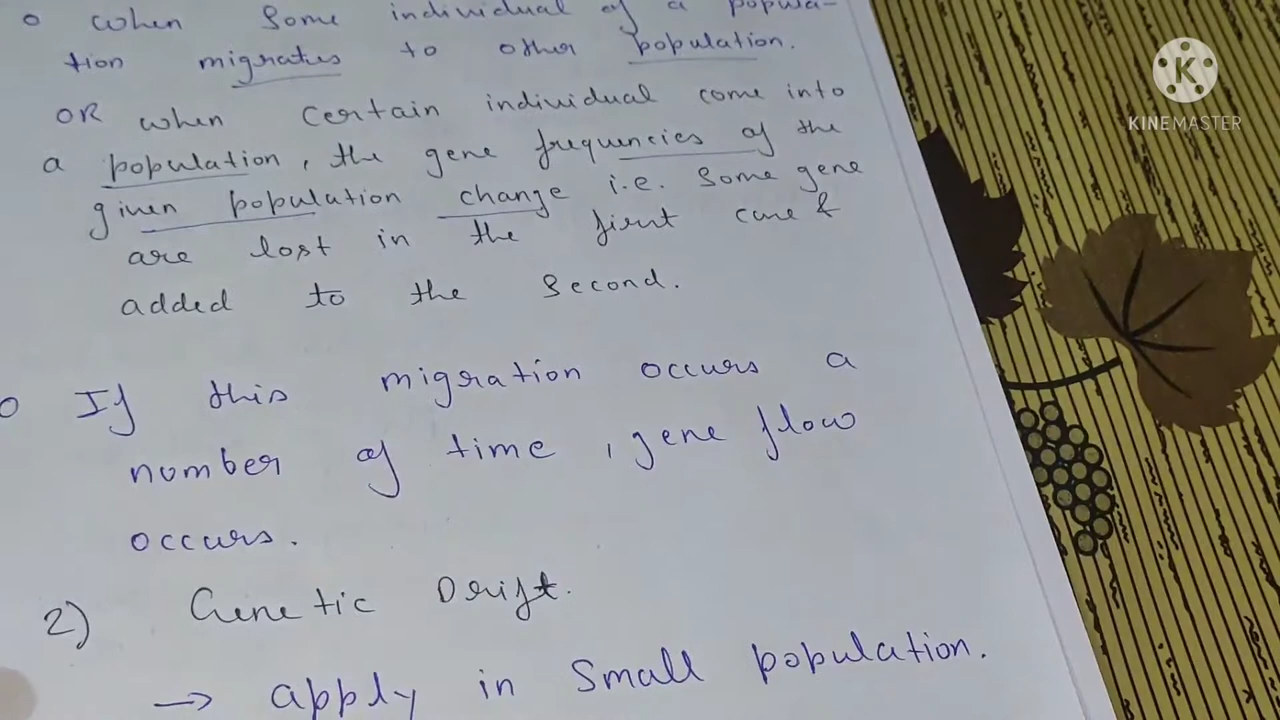 o when some individual of a popula-
tion migrates to other population.
OR when certain individual come into
a population, the gene frequencies of the
given population change i.e. some gene
are lost in the first case &
added to the second.
o If this migration occurs a
number of time, gene flow
occurs.
2) Genetic Drift.
→ apply in small population.
K
KINEMASTER